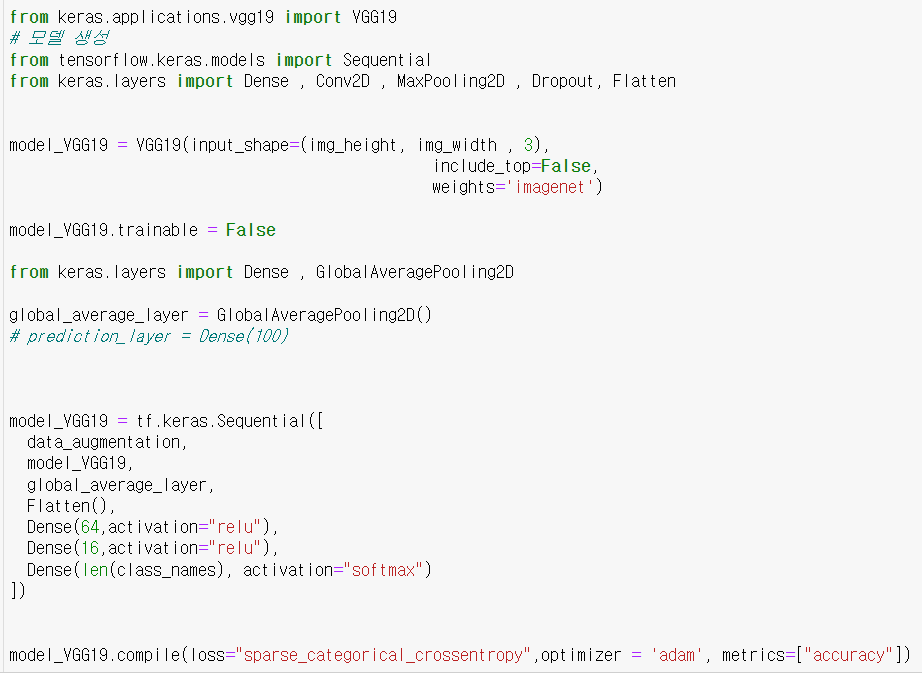 from keras.applications.vgg19 import VGG19
# 모델 생성
from tensorflow.keras.models import Sequential
from keras.layers import Dense , Conv2D , MaxPooling2D , Dropout, Flatten
model_VGG19 = VGG19(input_shape=(img_height, img_width , 3),
include_top=False,
weights='imagenet')
model_VGG19.trainable = False
from keras.layers import Dense , GlobalAveragePooling2D
global_average_layer = GlobalAveragePooling2D()
# prediction_layer = Dense(100)
model_VGG19 = tf.keras.Sequential([
data_augmentation,
model_VGG19,
global_average_layer,
Flatten(),
Dense(64,activation="relu"),
Dense(16,activation="relu"),
Dense(len(class_names), activation="softmax")
])
model_VGG19.compile(loss="sparse_categorical_crossentropy",optimizer = 'adam', metrics=["accuracy"])